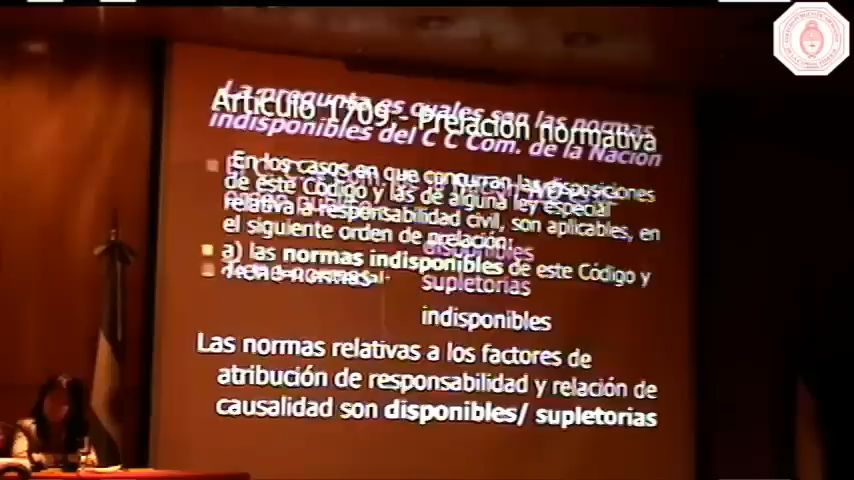 La pregunta es cuales son las normas
Artículo 1709.- Prelación normativa
indisponibles del C C Com. de la Nación
En los casos en que concurran las disposiciones
de este Código y las de alguna ley especial
relativa a responsabilidad civil, son aplicables, en
el siguiente orden de prelación:
disponibles
a) las normas indisponibles de este Código y
supletorias
indisponibles
Las normas relativas a los factores de
atribución de responsabilidad y relación de
causalidad son disponibles/ supletorias